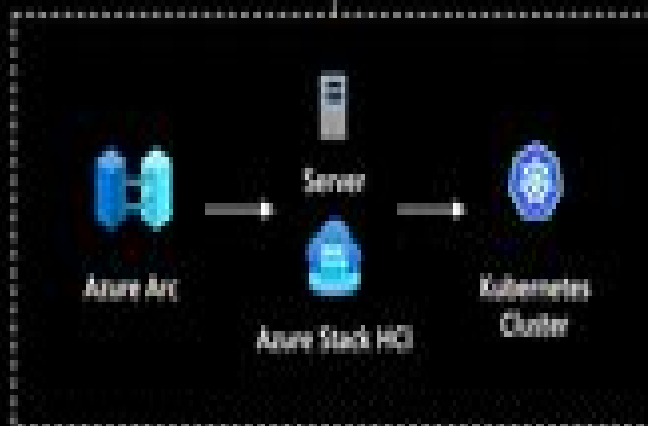 Server
Azure Arc
Azure Stack HCI
Kubernetes
Cluster